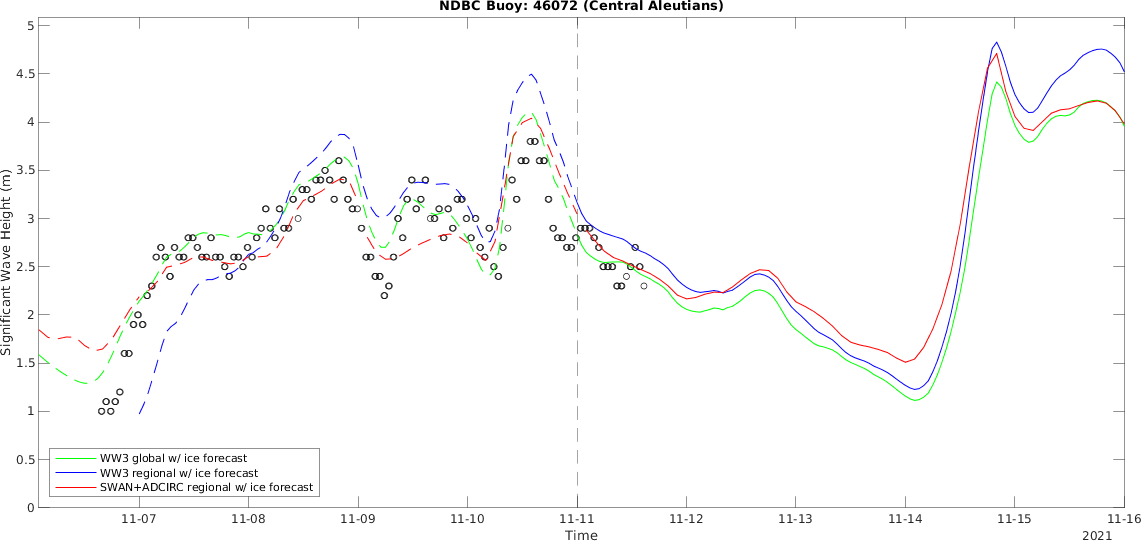 NDBC Buoy: 46072 (Central Aleutians)
5
4.5
4
3.5
3
2.5
2
1.5
1
0.5
0
Significant Wave Height (m)
WW3 global w/ ice forecast
WW3 regional w/ ice forecast
SWAN+ADCIRC regional w/ ice forecast
11-07 11-08 11-09 11-10 11-11 11-12 11-13 11-14 11-15 11-16
Time
2021